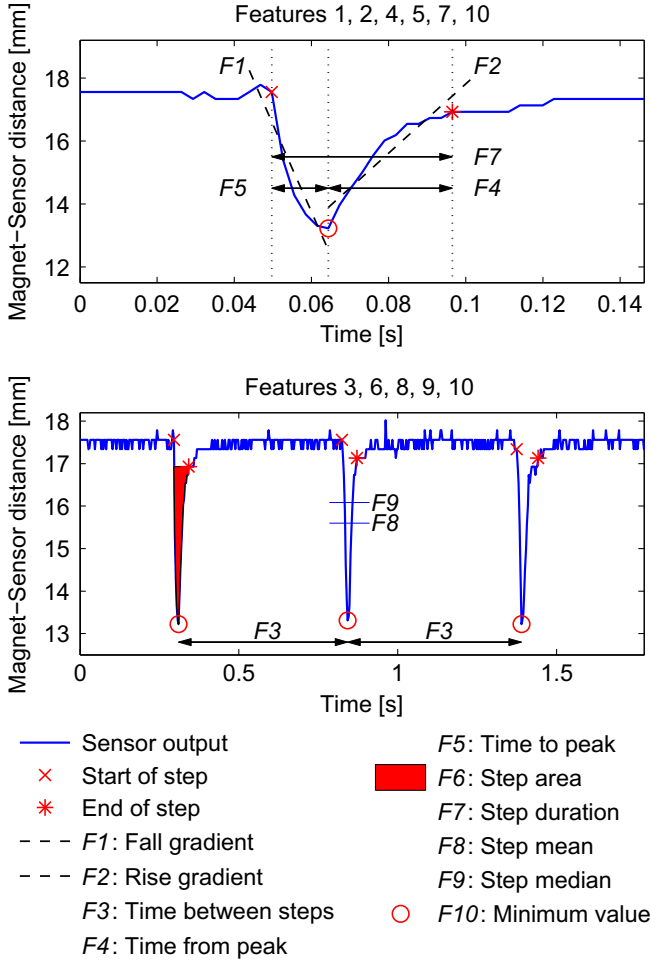 Features 1, 2, 4, 5, 7, 10
Magnet−Sensor distance [mm]
18
16
14
12
F1
F2
F7
F5
F4
0
0.02
0.04
0.06
0.08
0.1
0.12
0.14
Time [s]
Features 3, 6, 8, 9, 10
Magnet−Sensor distance [mm]
18
17
16
15
14
13
F9
F8
F3
F3
0
0.5
1
1.5
Time [s]
Sensor output
Start of step
End of step
F1: Fall gradient
F2: Rise gradient
F3: Time between steps
F4: Time from peak
F5: Time to peak
F6: Step area
F7: Step duration
F8: Step mean
F9: Step median
F10: Minimum value